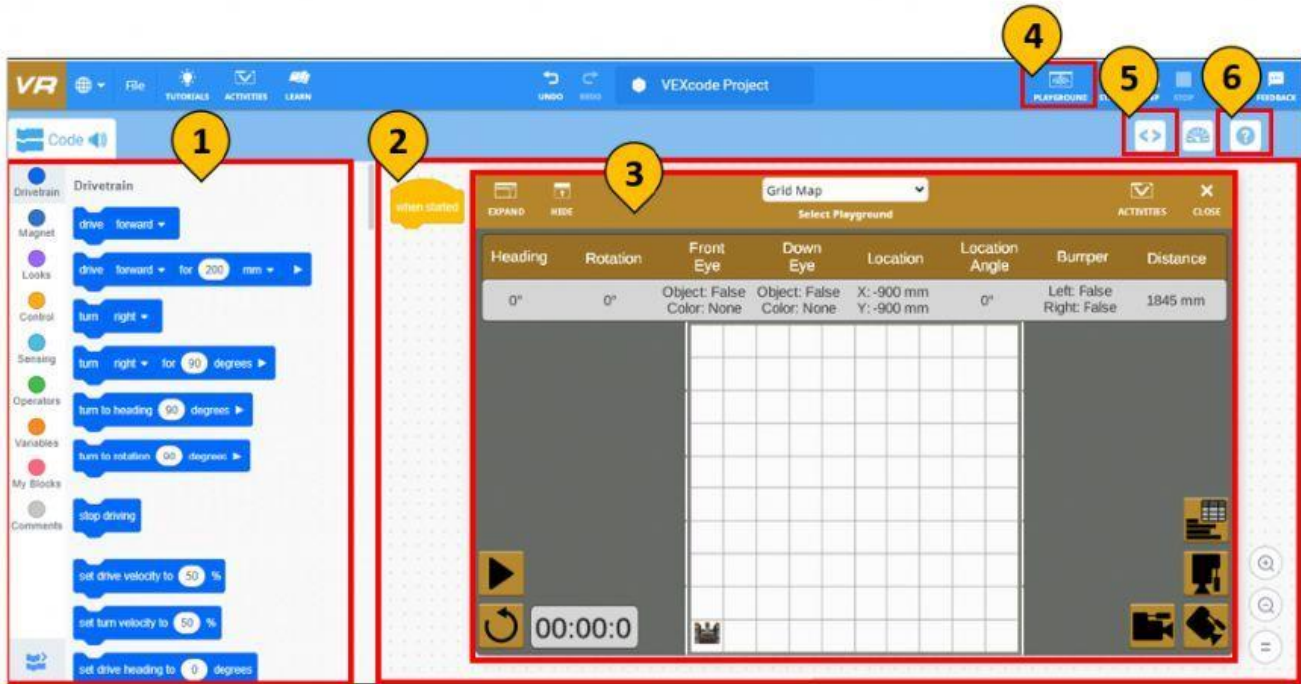 4
5
6
VR
File
TUTORIALS
ACTIVITIES
LEARN
UNDO
REDO
VEXcode Project
PLAYGROUND
STOP
FEEDBACK
Code
1
2
3
Drivetrain
Magnet
Looks
Control
Sensing
Operators
Variables
My Blocks
Comments
Drivetrain
drive forward
drive forward for 200 mm
turn right
turn right for 90 degrees
turn to heading 90 degrees
turn to rotation 90 degrees
stop driving
set drive velocity to 50 %
set turn velocity to 50 %
set drive heading to 0 degrees
when started
EXPAND
HIDE
Grid Map
Select Playground
ACTIVITIES
CLOSE
Heading Rotation Front Eye Down Eye Location Location Angle Bumper Distance
0° 0° Object: False Object: False X: -900 mm 0° Left: False 1845 mm
Color: None Color: None Y: -900 mm Right: False
00:00:0